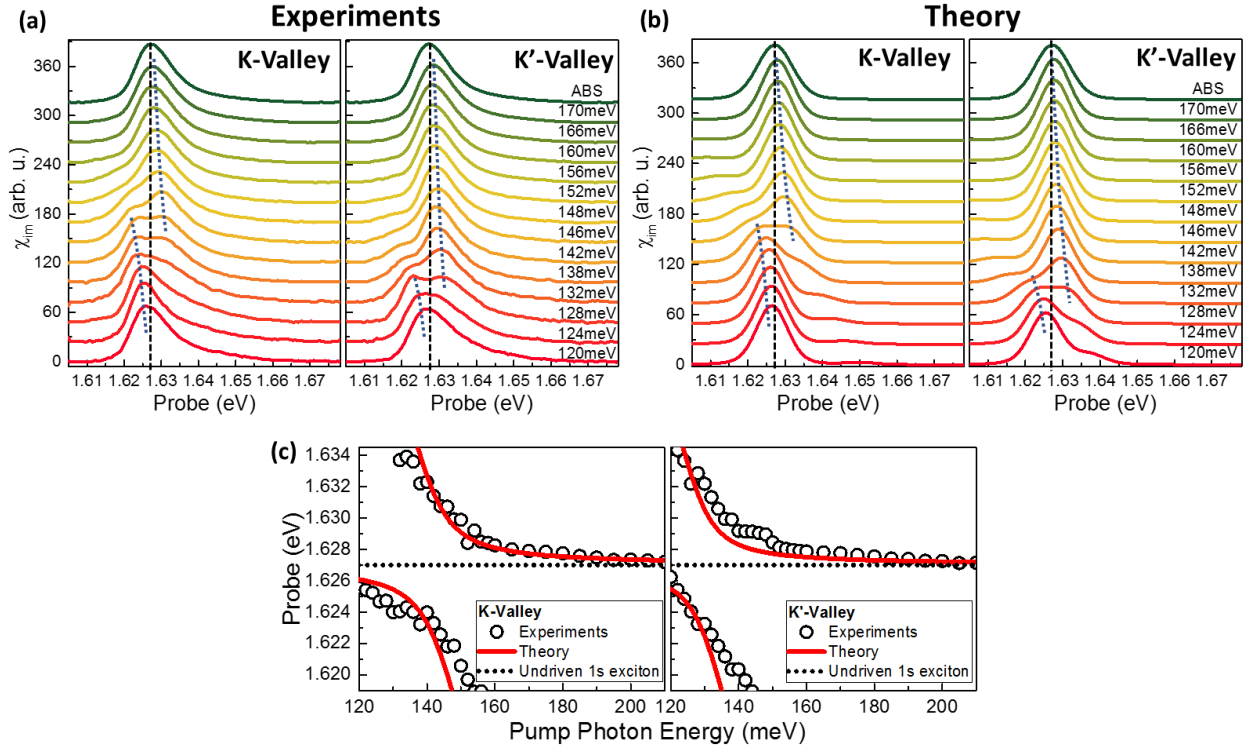 Experiments
Theory
(a)
K-Valley
K’-Valley
ABS
170meV
166meV
160meV
156meV
152meV
148meV
146meV
142meV
138meV
132meV
128meV
124meV
120meV
360
300
240
180
120
60
0
χim (arb. u.)
1.61 1.62 1.63 1.65 1.66 1.67
1.61 1.62 1.63 1.65 1.66 1.67
Probe (eV)
Probe (eV)
(b)
K-Valley
K’-Valley
ABS
170meV
166meV
160meV
156meV
152meV
148meV
146meV
142meV
138meV
132meV
128meV
124meV
120meV
360
300
240
180
120
60
0
χim (arb. u.)
1.61 1.62 1.63 1.65 1.66 1.67
1.61 1.62 1.63 1.65 1.66 1.67
Probe (eV)
Probe (eV)
(c)
1.634
1.632
1.630
1.628
1.626
1.624
1.622
1.620
Probe (eV)
K-Valley
Experiments
Theory
Undriven 1s exciton
K'-Valley
Experiments
Theory
Undriven 1s exciton
120 140 160 180 200
120 140 160 180 200
Pump Photon Energy (meV)